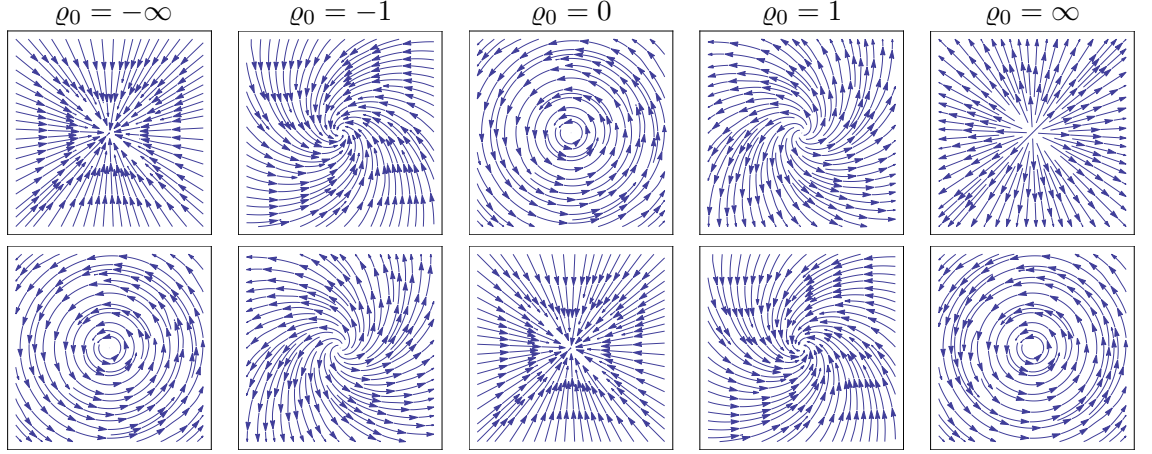 ϱ₀ = −∞ ϱ₀ = −1 ϱ₀ = 0 ϱ₀ = 1 ϱ₀ = ∞